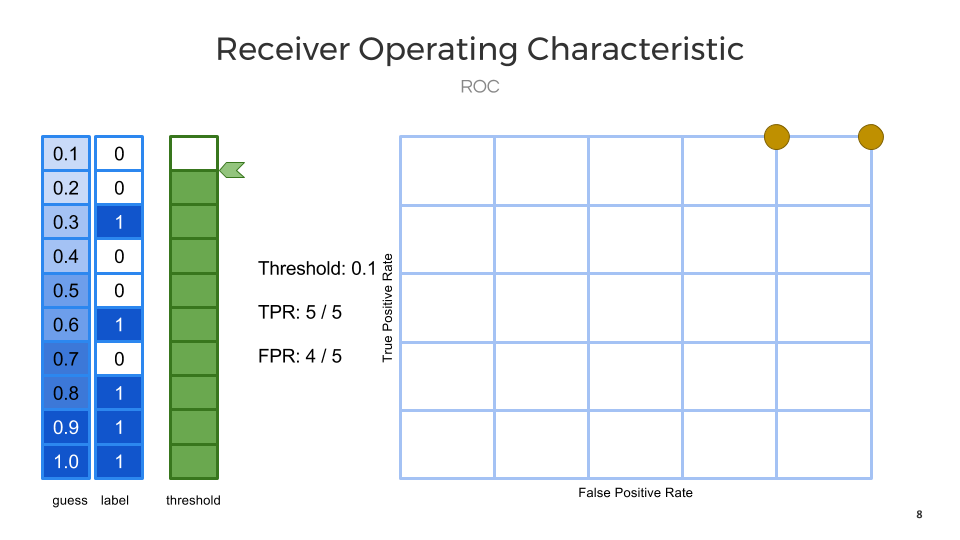 Receiver Operating Characteristic
ROC
0.1 0
0.2 0
0.3 1
0.4 0
0.5 0
0.6 1
0.7 0
0.8 1
0.9 1
1.0 1
guess label threshold
Threshold: 0.1
TPR: 5 / 5
FPR: 4 / 5
True Positive Rate
False Positive Rate
8